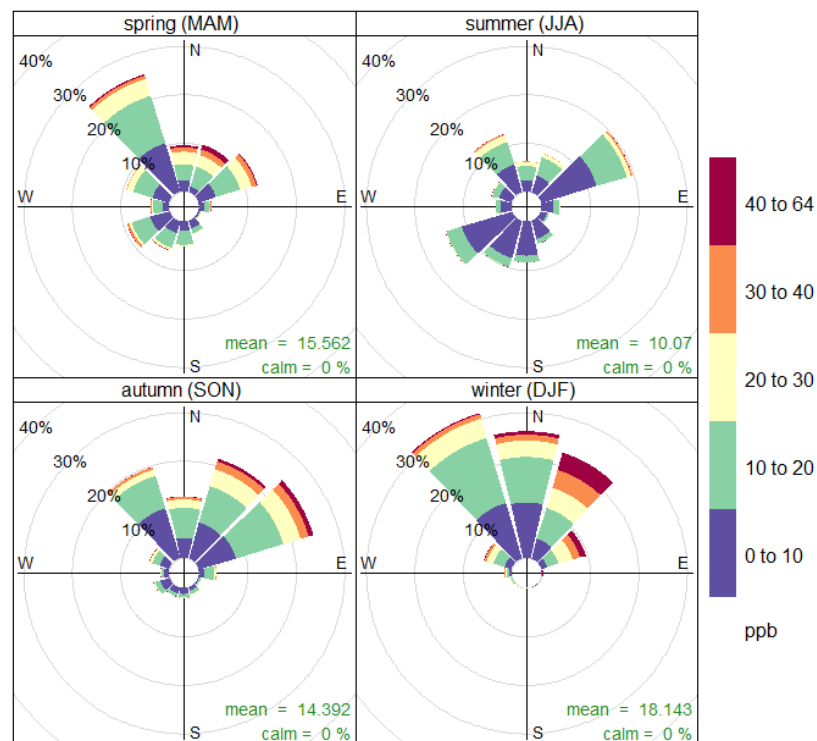 spring (MAM)
summer (JJA)
N
N
40%
40%
30%
30%
20%
20%
10%
10%
W
E
W
E
mean = 15.562
mean = 10.07
S
calm = 0 %
S
calm = 0 %
autumn (SON)
winter (DJF)
N
N
40%
40%
30%
30%
20%
20%
10%
10%
W
E
W
E
mean = 14.392
mean = 18.143
S
calm = 0 %
S
calm = 0 %
40 to 64
30 to 40
20 to 30
10 to 20
0 to 10
ppb